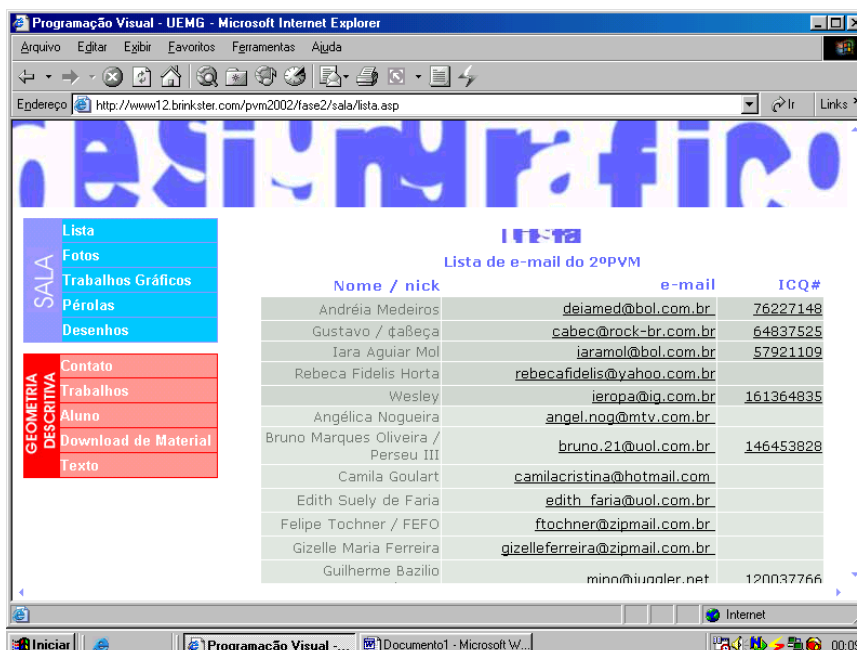 Programação Visual - UEMG - Microsoft Internet Explorer
Arquivo Editar Exibir Favoritos Ferramentas Ajuda
Endereço http://www12.brinkster.com/pvm2002/fase2/sala/lista.asp Ir Links
designgrafico
SALA
Lista
Fotos
Trabalhos Gráficos
Pérolas
Desenhos
GEOMETRIA
DESCRITIVA
Contato
Trabalhos
Aluno
Download de Material
Texto
lista
Lista de e-mail do 2ºPVM
Nome / nick e-mail ICQ#
Andréia Medeiros deiamed@bol.com.br 76227148
Gustavo / ¢aßeça cabec@rock-br.com.br 64837525
Iara Aguiar Mol iaramol@bol.com.br 57921109
Rebeca Fidelis Horta rebecafidelis@yahoo.com.br
Wesley ieropa@ig.com.br 161364835
Angélica Nogueira angel.nog@mtv.com.br
Bruno Marques Oliveira /
Perseu III bruno.21@uol.com.br 146453828
Camila Goulart camilacristina@hotmail.com
Edith Suely de Faria edith_faria@uol.com.br
Felipe Tochner / FEFO ftochner@zipmail.com.br
Gizelle Maria Ferreira gizelleferreira@zipmail.com.br
Guilherme Bazilio
mino@juggler.net 120037766
Internet
Iniciar Programação Visual -... Documento1 - Microsoft W... 00:09